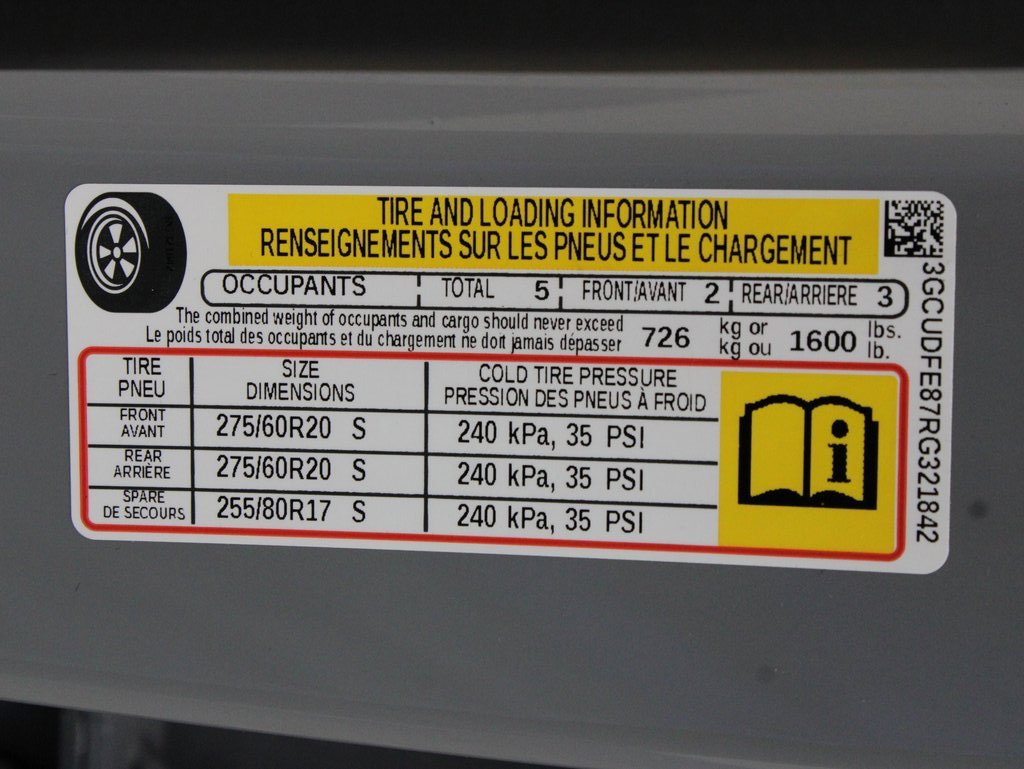 TIRE AND LOADING INFORMATION
RENSEIGNEMENTS SUR LES PNEUS ET LE CHARGEMENT
OCCUPANTS TOTAL 5 FRONT/AVANT 2 REAR/ARRIERE 3
The combined weight of occupants and cargo should never exceed 726 kg or 1600 lbs.
Le poids total des occupants et du chargement ne doit jamais dépasser kg ou lb.
TIRE SIZE COLD TIRE PRESSURE
PNEU DIMENSIONS PRESSION DES PNEUS À FROID
FRONT
AVANT 275/60R20 S 240 kPa, 35 PSI
REAR
ARRIÈRE 275/60R20 S 240 kPa, 35 PSI
SPARE
DE SECOURS 255/80R17 S 240 kPa, 35 PSI
i
3GCUDFE87RG321842